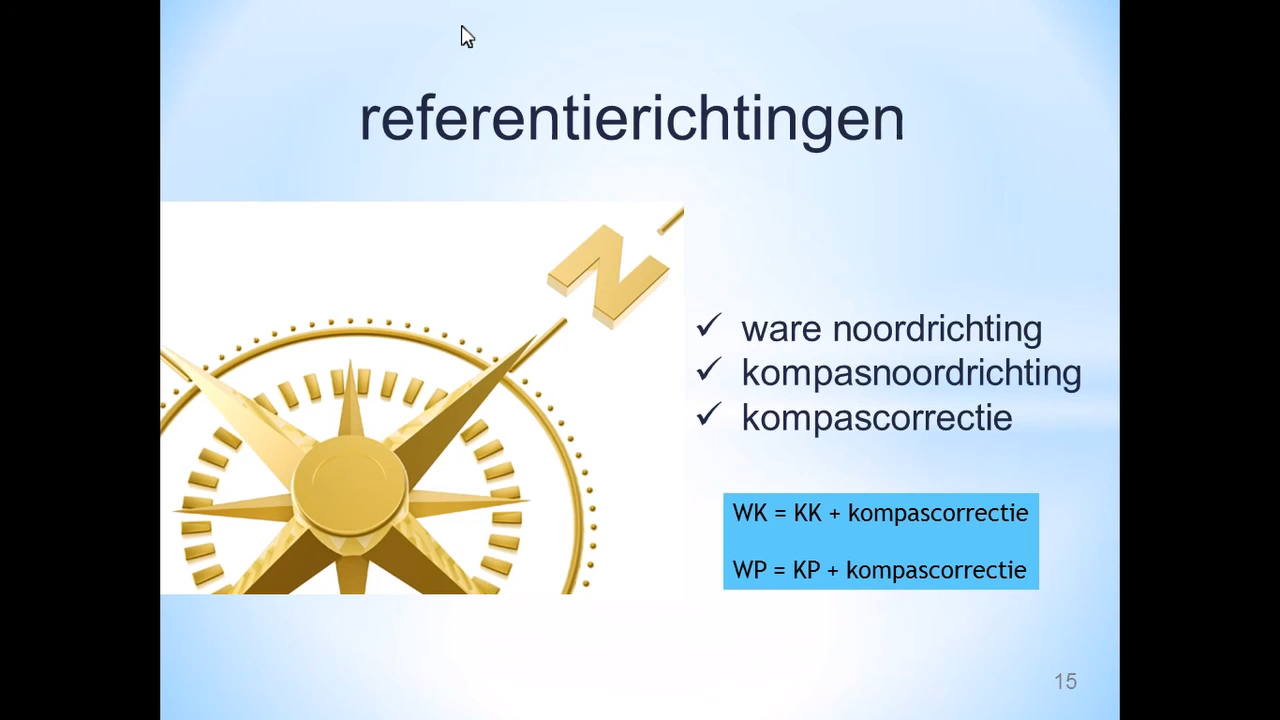 referentierichtingen
N
✓ ware noordrichting
✓ kompasnoordrichting
✓ kompascorrectie
WK = KK + kompascorrectie
WP = KP + kompascorrectie
15